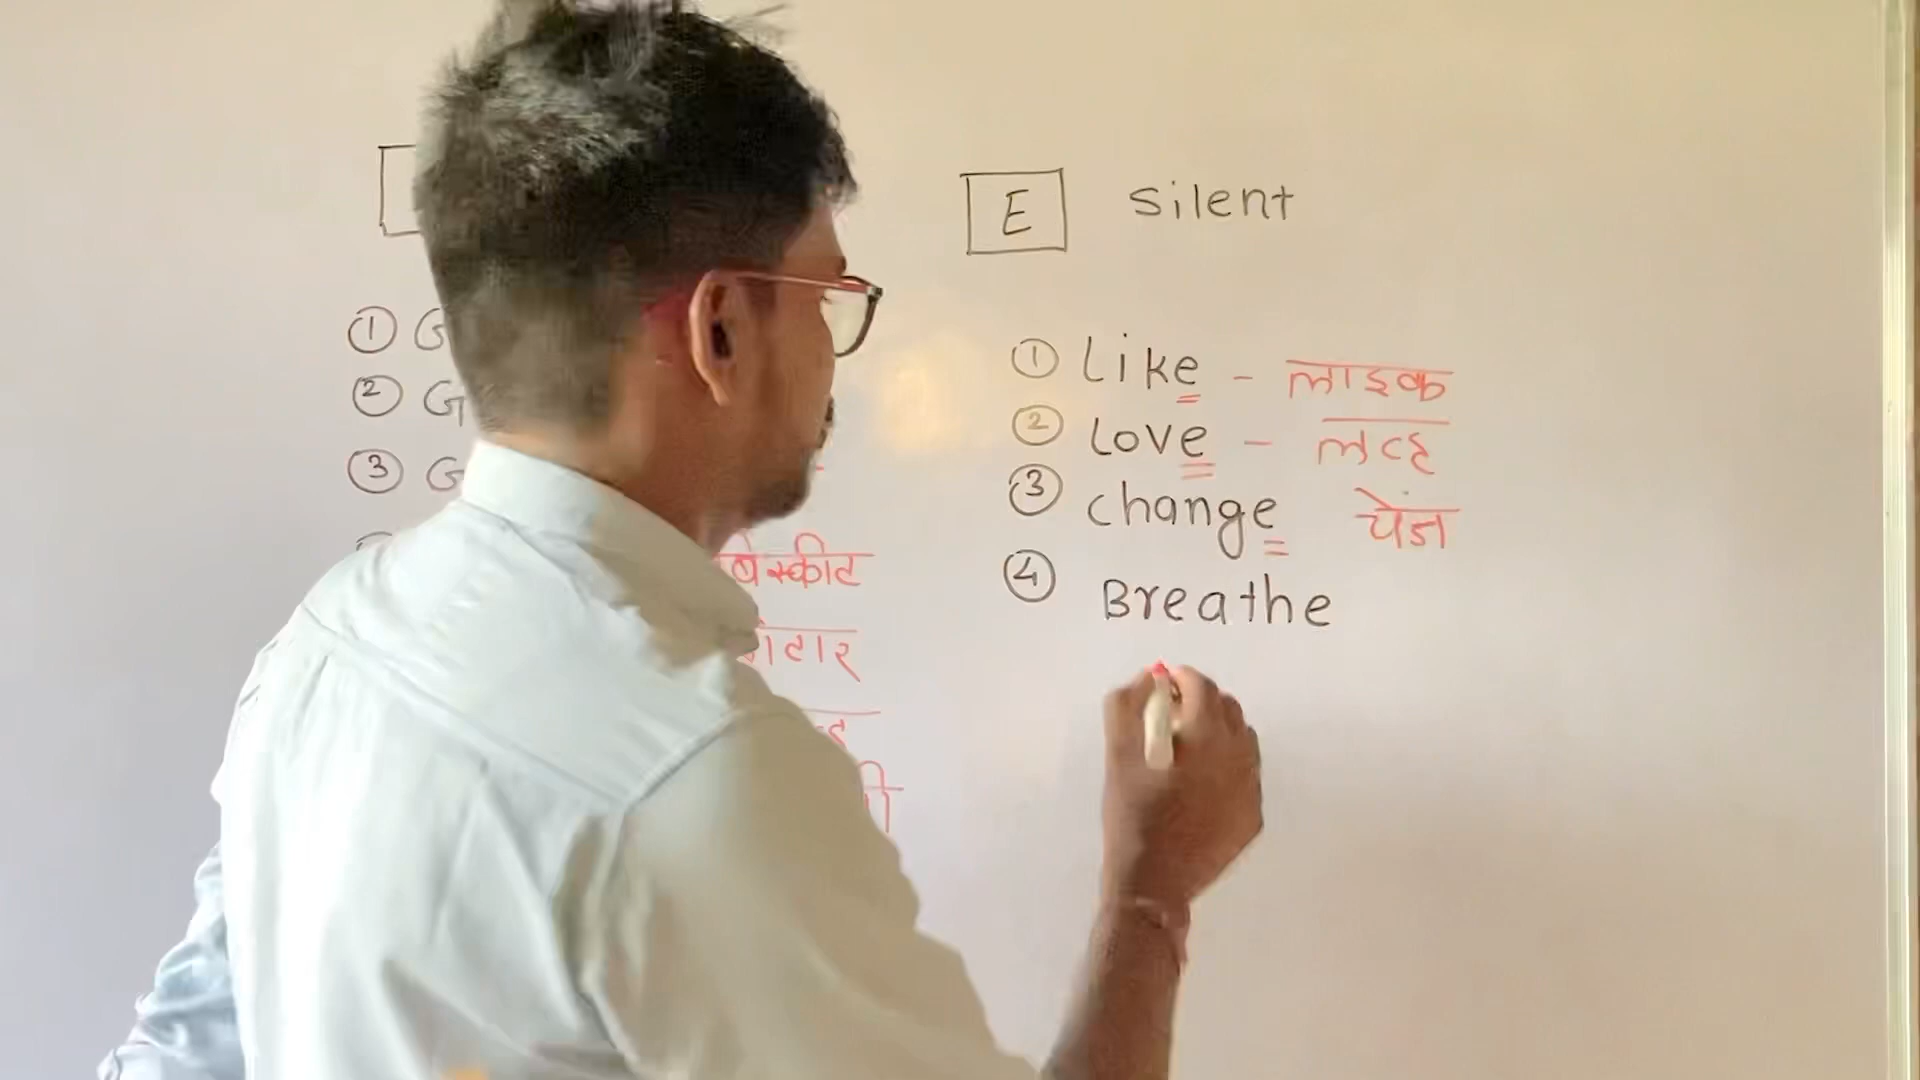 E silent
① Like - लाइक
② Love - लव्ह
③ change चेंज
④ Breathe
① G
② G
③ G
बिस्कीट
गिटार